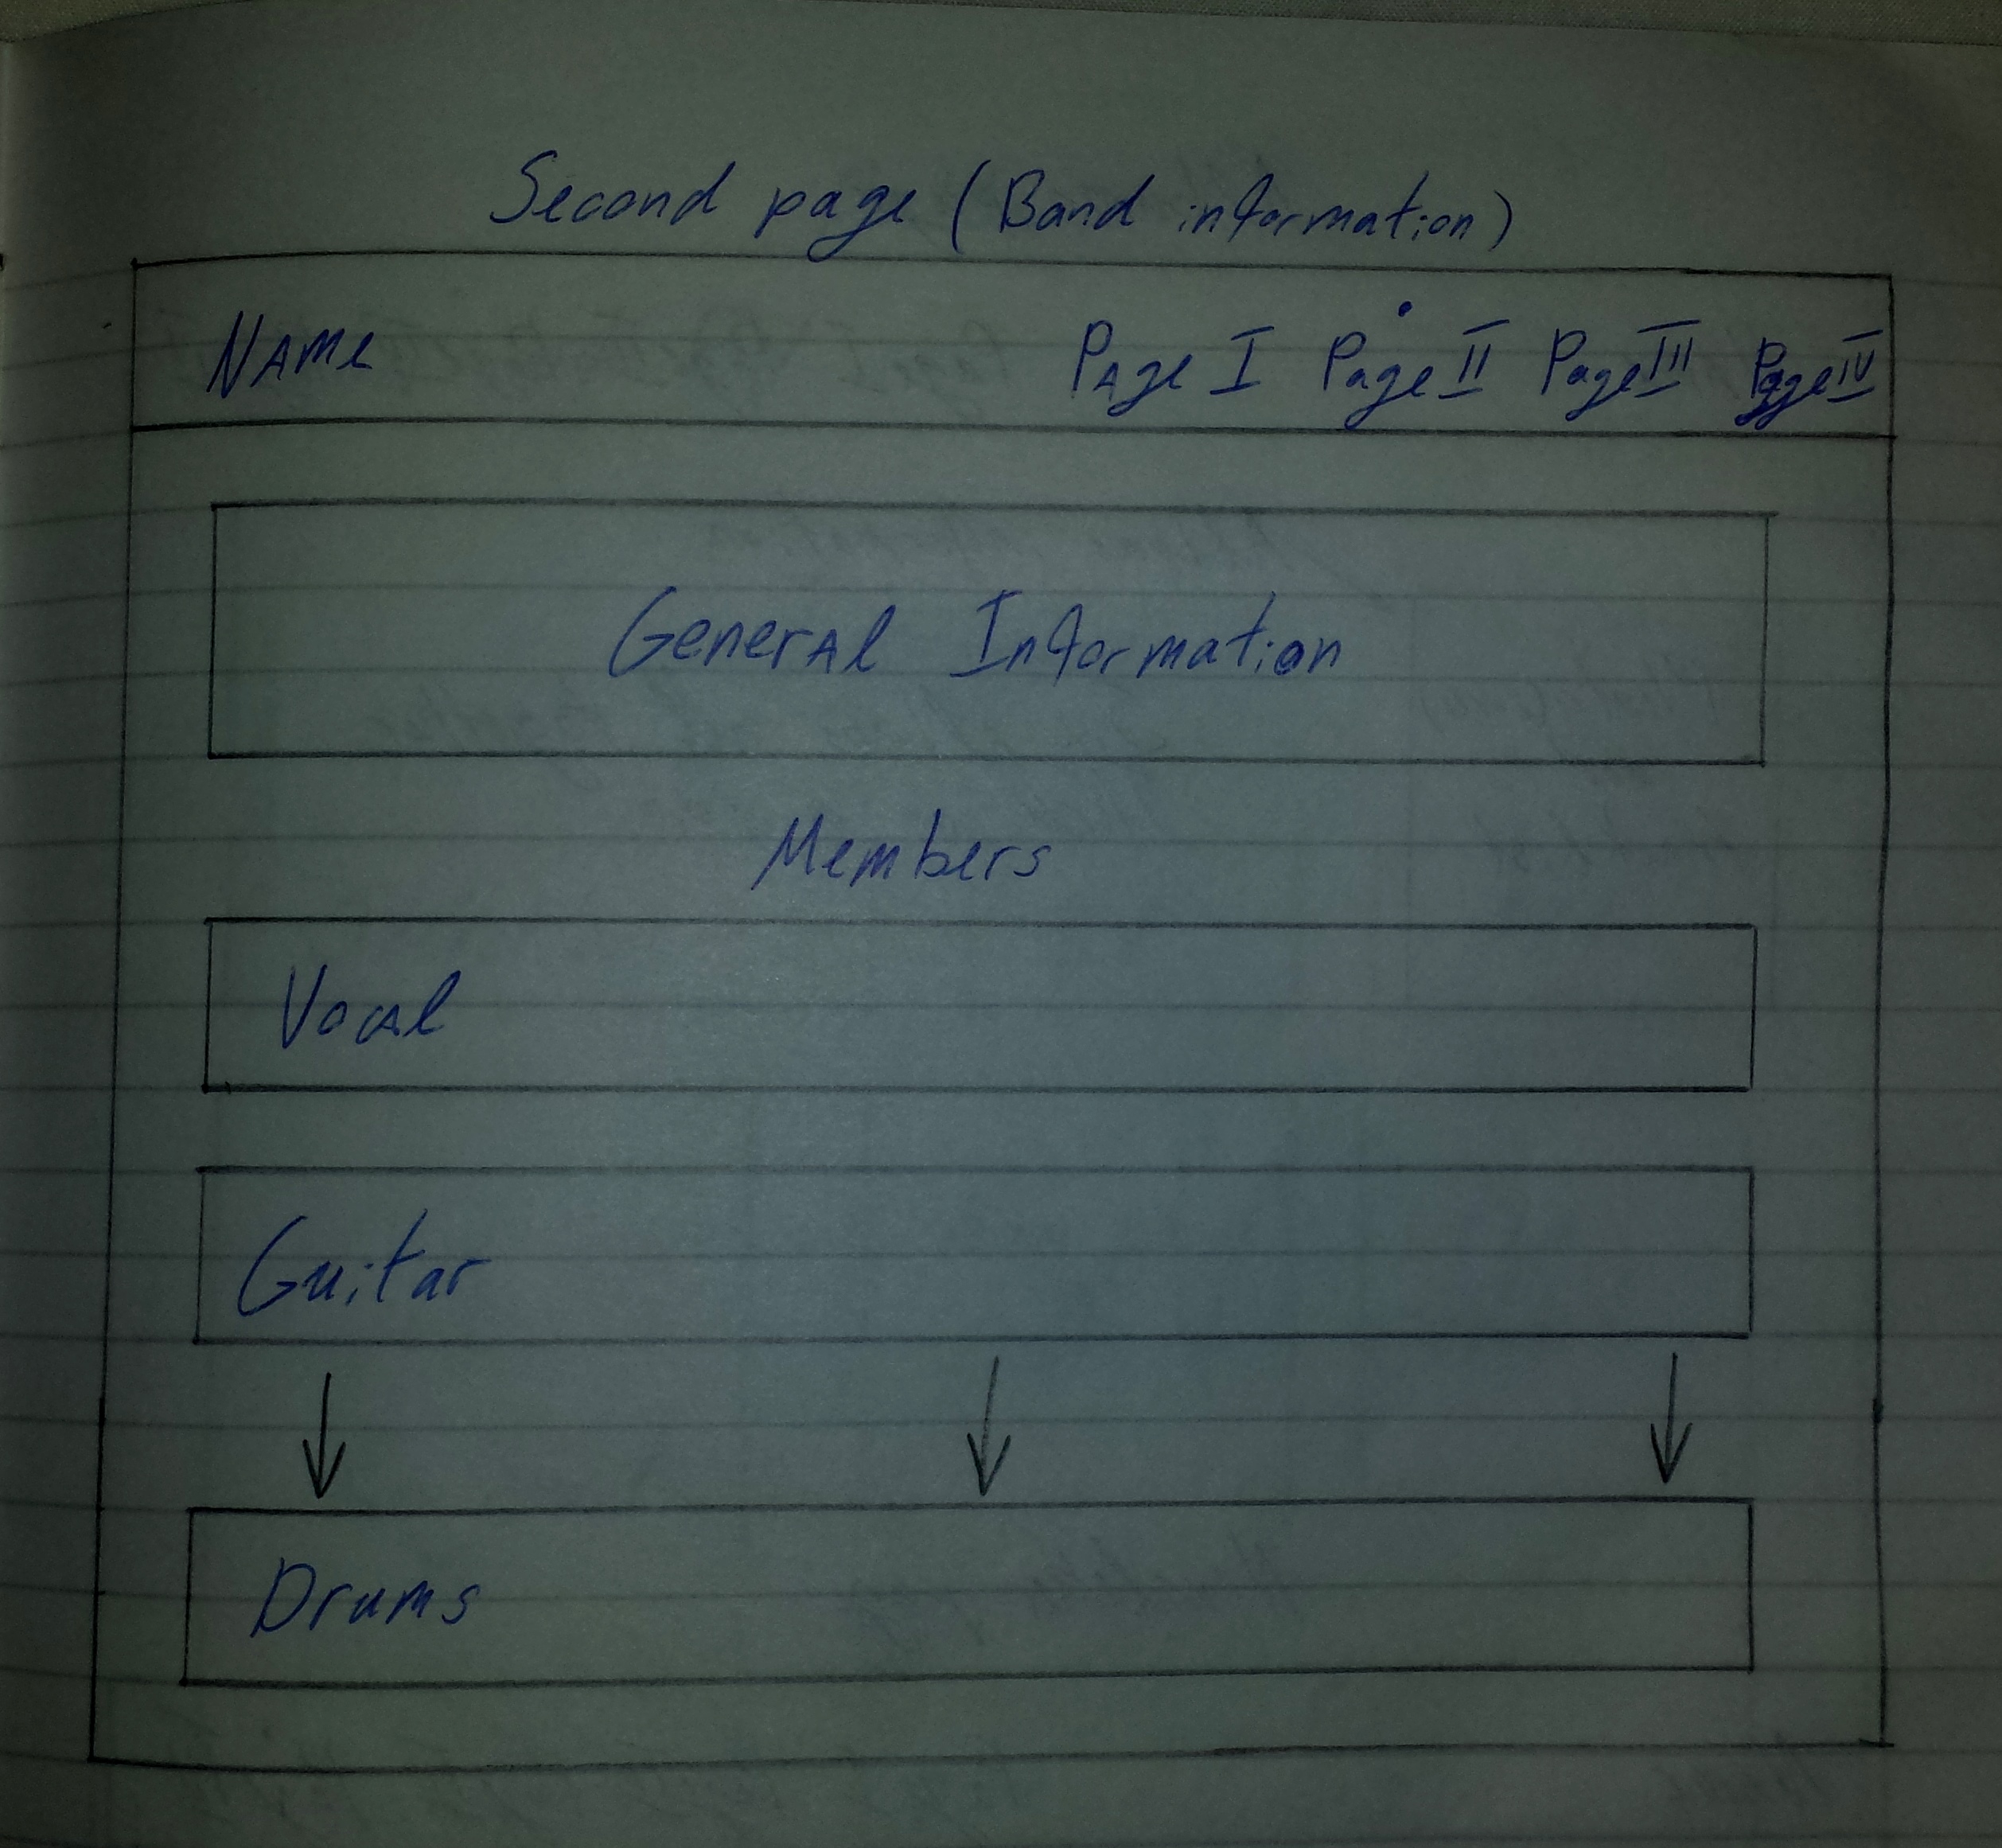 Second page (Band information)
NAme PAge I Page II Page III Page IV
GenerAl Information
Members
Vocal
Guitar
Drums